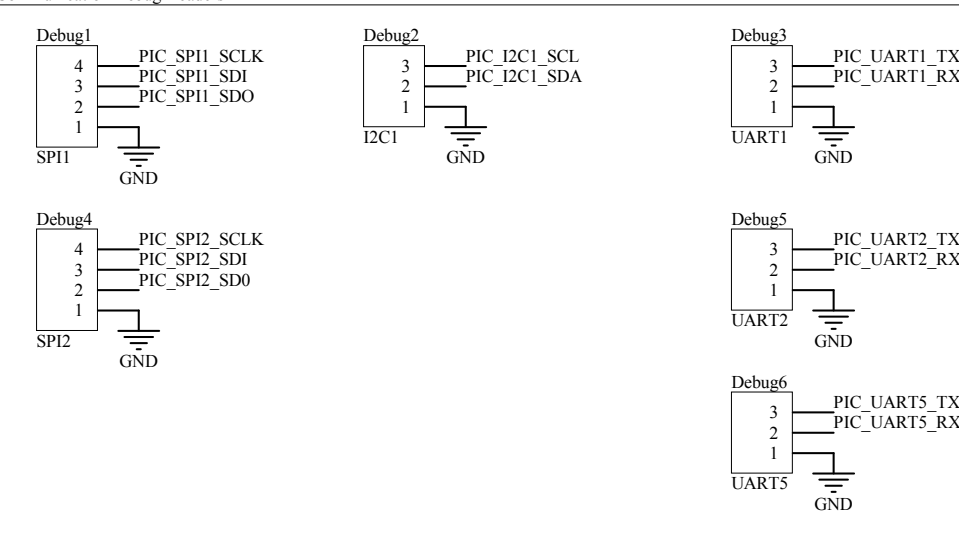 Debug1
4 PIC_SPI1_SCLK
3 PIC_SPI1_SDI
2 PIC_SPI1_SDO
1
SPI1
GND
Debug2
3 PIC_I2C1_SCL
2 PIC_I2C1_SDA
1
I2C1
GND
Debug3
3 PIC_UART1_TX
2 PIC_UART1_RX
1
UART1
GND
Debug4
4 PIC_SPI2_SCLK
3 PIC_SPI2_SDI
2 PIC_SPI2_SD0
1
SPI2
GND
Debug5
3 PIC_UART2_TX
2 PIC_UART2_RX
1
UART2
GND
Debug6
3 PIC_UART5_TX
2 PIC_UART5_RX
1
UART5
GND